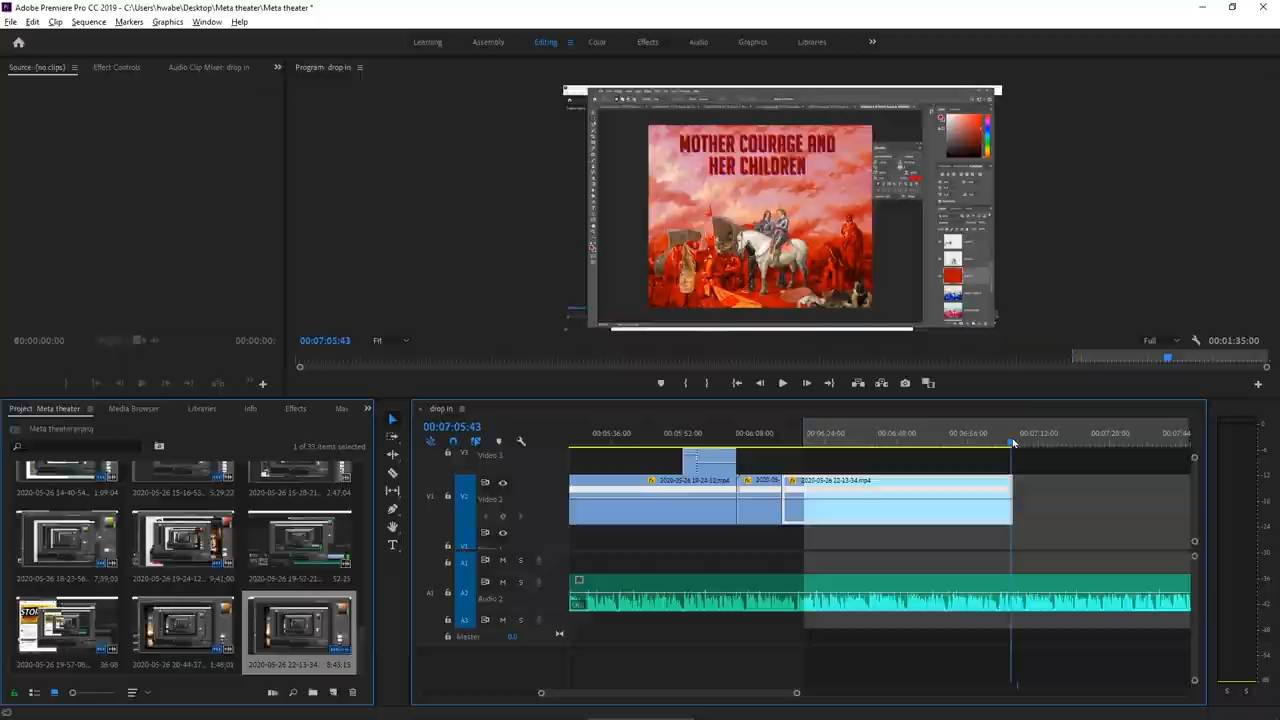 Adobe Premiere Pro CC 2019 - C:\Users\hwabe\Desktop\Meta theater\Meta theater *
File Edit Clip Sequence Markers Graphics Window Help
Learning Assembly Editing Color Effects Audio Graphics Libraries
Source: (no clips) Effect Controls Audio Clip Mixer: drop in Program: drop in
MOTHER COURAGE AND
HER CHILDREN
00:00:00:00 00:00:00: 00:07:05:43 Fit Full 00:01:35:00
Project: Meta theater Media Browser Libraries Info Effects Mar
Meta theater.prproj
1 of 33 items selected
2020-05-26 14-40-54... 1:09:04 2020-05-26 15-16-53... 5:29:22 2020-05-26 15-28-21... 2:47:04
2020-05-26 18-23-56... 7:39:03 2020-05-26 19-24-12... 9:41:00 2020-05-26 19-52-21... 52:25
2020-05-26 19-57-08... 36:08 2020-05-26 20-44-37... 1:48:01 2020-05-26 22-13-34... 8:43:15
drop in
00:07:05:43
00:05:36:00 00:05:52:00 00:06:08:00 00:06:24:00 00:06:48:00 00:06:56:00 00:07:12:00 00:07:28:00 00:07:44
V3 Video 3
2020-05-26 19-24-12.mp4 2020-05- 2020-05-26 22-13-34.mp4
V1 V2 Video 2
V1
A1 M S
A1 A2 M S
Audio 2
A3 M S
Master 0.0
S S